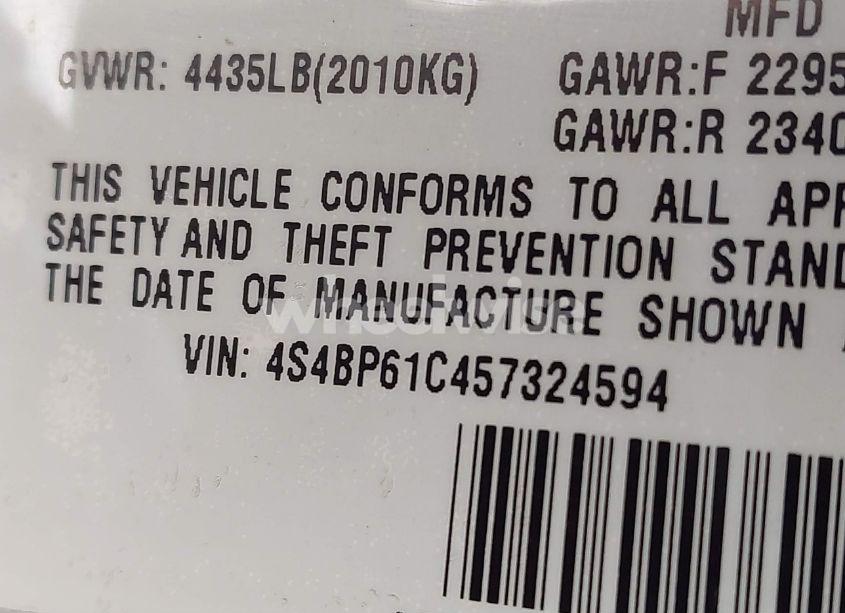 MFD
GVWR: 4435LB(2010KG) GAWR:F 2295
GAWR:R 2340
THIS VEHICLE CONFORMS TO ALL APP
SAFETY AND THEFT PREVENTION STAND
THE DATE OF MANUFACTURE SHOWN
wheelwise
VIN: 4S4BP61C457324594